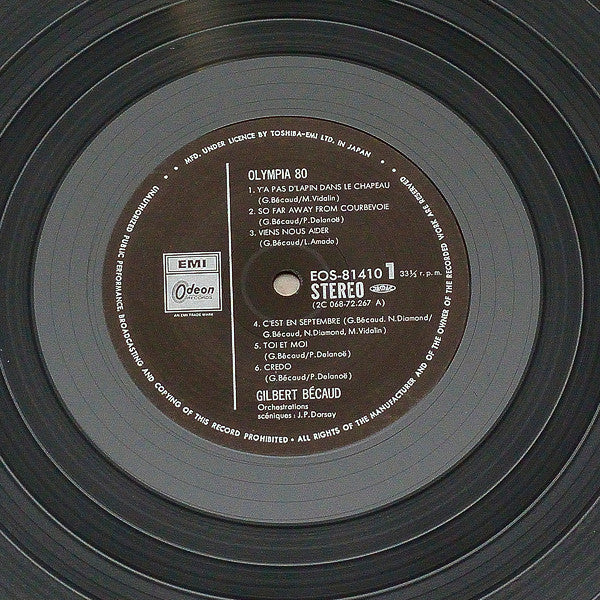 • MFD. UNDER LICENCE BY TOSHIBA-EMI LTD. IN JAPAN •
OLYMPIA 80
1. Y'A PAS D'LAPIN DANS LE CHAPEAU
(G.Bécaud/M.Vidalin)
2. SO FAR AWAY FROM COURBEVOIE
(G.Bécaud/P.Delanoë)
3. VIENS NOUS AIDER
(G.Bécaud/L.Amade)
EMI
Odeon
RECORDS
AN EMI TRADE MARK
EOS-81410 1 33⅓ r.p.m.
STEREO
(2C 068-72.267 A)
4. C'EST EN SEPTEMBRE (G.Bécaud. N.Diamond/
G.Bécaud, N.Diamond, M.Vidalin)
5. TOI ET MOI
(G.Bécaud/P.Delanoë)
6. CREDO
(G.Bécaud/P.Delanoë)
GILBERT BÉCAUD
Orchestrations
scéniques : J.P.Dorsay
UNAUTHORIZED PUBLIC PERFORMANCE, BROADCASTING AND COPYING OF THIS RECORD PROHIBITED • ALL RIGHTS OF THE MANUFACTURER AND OF THE OWNER OF THE RECORDED WORK ARE RESERVED